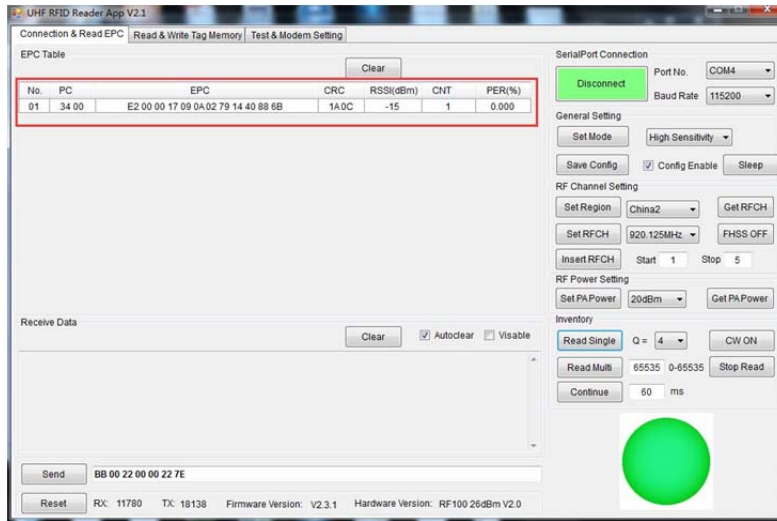 UHF RFID Reader App V2.1
Connection & Read EPC Read & Write Tag Memory Test & Modem Setting
EPC Table
Clear
No. PC EPC CRC RSSI(dBm) CNT PER(%)
01 34 00 E2 00 00 17 09 0A 02 79 14 40 88 6B 1A 0C -15 1 0.000
Receive Data
Clear Autoclear Visable
Send BB 00 22 00 00 22 7E
Reset RX: 11780 TX: 18138 Firmware Version: V2.3.1 Hardware Version: RF100 26dBm V2.0
SerialPort Connection
Disconnect
Port No. COM4
Baud Rate 115200
General Setting
Set Mode High Sensitivity
Save Config Config Enable Sleep
RF Channel Setting
Set Region China2 Get RFCH
Set RFCH 920.125MHz FHSS OFF
Insert RFCH Start 1 Stop 5
RF Power Setting
Set PA Power 20dBm Get PA Power
Inventory
Read Single Q = 4 CW ON
Read Multi 65535 0-65535 Stop Read
Continue 60 ms